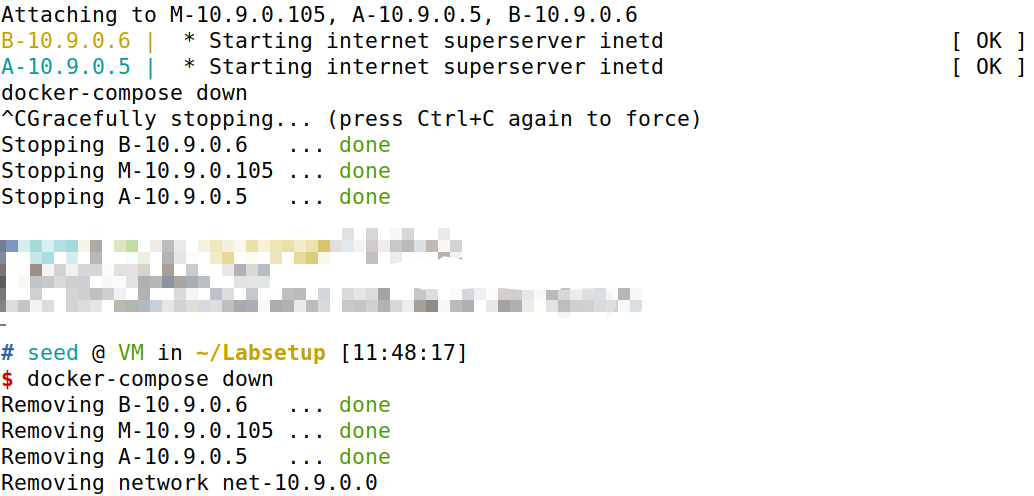 Attaching to M-10.9.0.105, A-10.9.0.5, B-10.9.0.6
B-10.9.0.6 |  * Starting internet superserver inetd                      [ OK ]
A-10.9.0.5 |  * Starting internet superserver inetd                      [ OK ]
docker-compose down
^CGracefully stopping... (press Ctrl+C again to force)
Stopping B-10.9.0.6   ... done
Stopping M-10.9.0.105 ... done
Stopping A-10.9.0.5   ... done
# seed @ VM in ~/Labsetup [11:48:17]
$ docker-compose down
Removing B-10.9.0.6   ... done
Removing M-10.9.0.105 ... done
Removing A-10.9.0.5   ... done
Removing network net-10.9.0.0